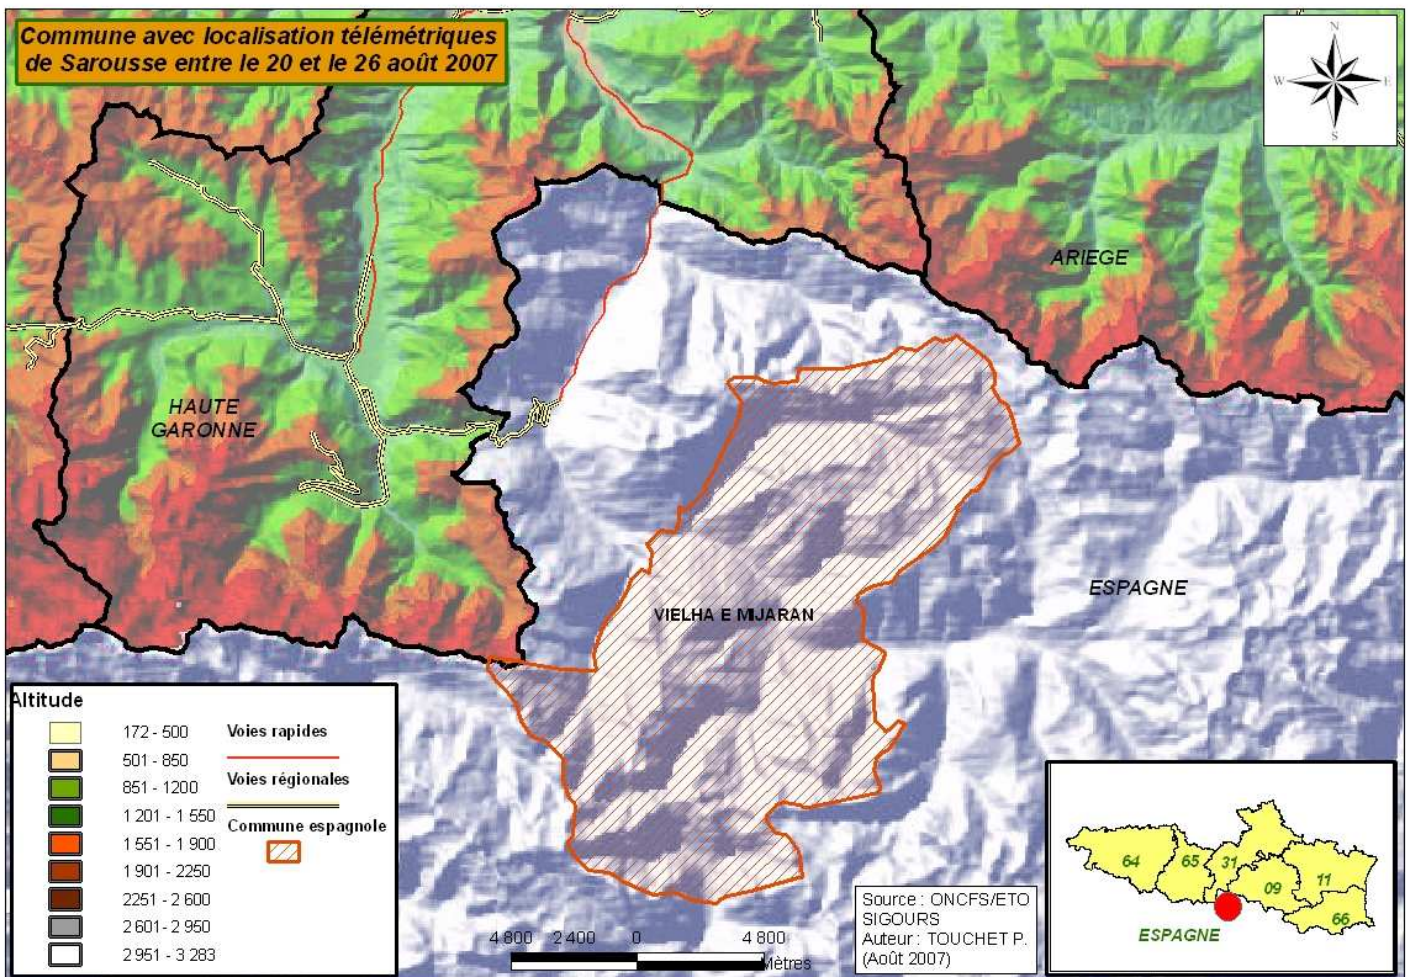 Commune avec localisation télémétriques
de Sarousse entre le 20 et le 26 août 2007
N
W
E
S
ARIEGE
HAUTE
GARONNE
ESPAGNE
VIELHA E MIJARAN
Altitude
172 - 500
501 - 850
851 - 1200
1 201 - 1 550
1 551 - 1 900
1 901 - 2250
2251 - 2 600
2 601 - 2 950
2 951 - 3 283
Voies rapides
Voies régionales
Commune espagnole
4 800 2 400 0 4 800
Mètres
Source : ONCFS/ETO
SIGOURS
Auteur : TOUCHET P.
(Août 2007)
64
65
31
09
11
66
ESPAGNE